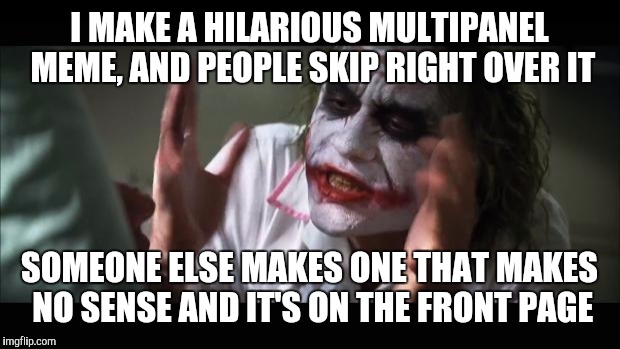 I MAKE A HILARIOUS MULTIPANEL
MEME, AND PEOPLE SKIP RIGHT OVER IT
SOMEONE ELSE MAKES ONE THAT MAKES
NO SENSE AND IT'S ON THE FRONT PAGE
imgflip.com